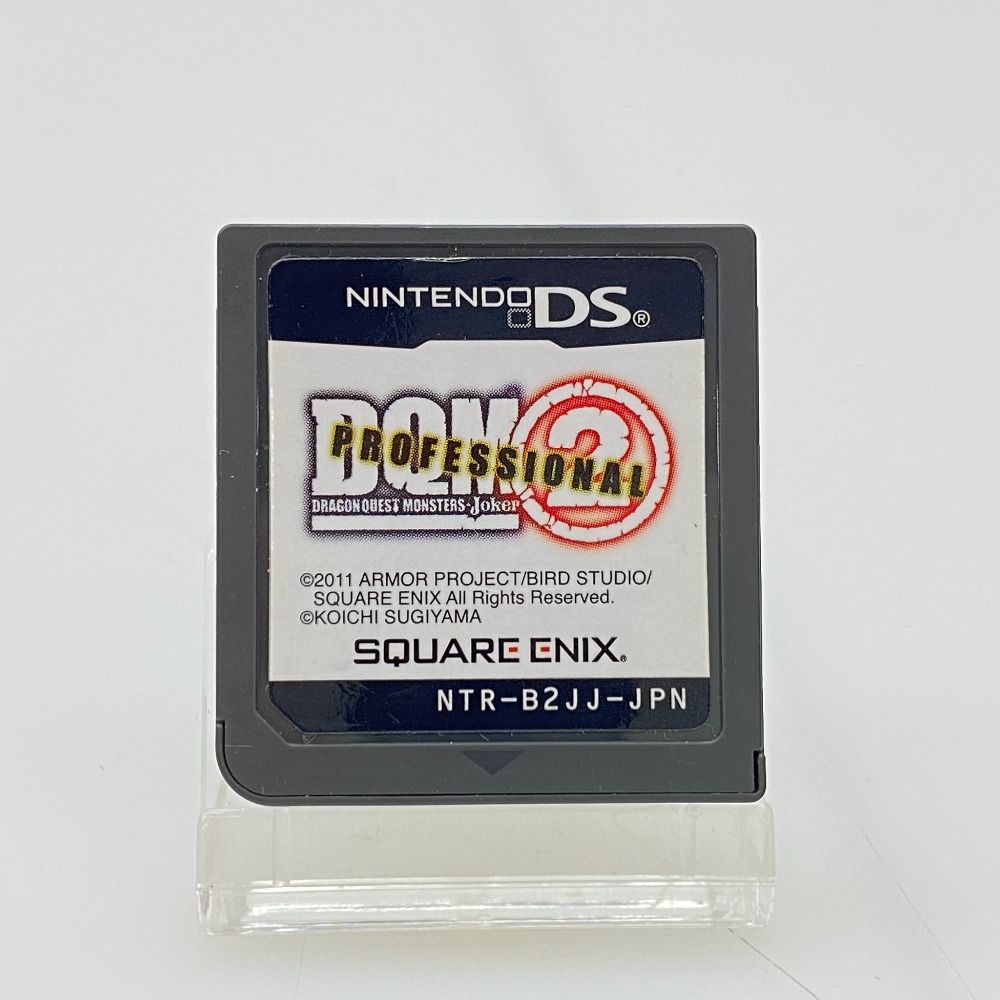 NINTENDO DS®
DQM 2
PROFESSIONAL
DRAGON QUEST MONSTERS-Joker
©2011 ARMOR PROJECT/BIRD STUDIO/
SQUARE ENIX All Rights Reserved.
©KOICHI SUGIYAMA
SQUARE ENIX®
NTR-B2JJ-JPN